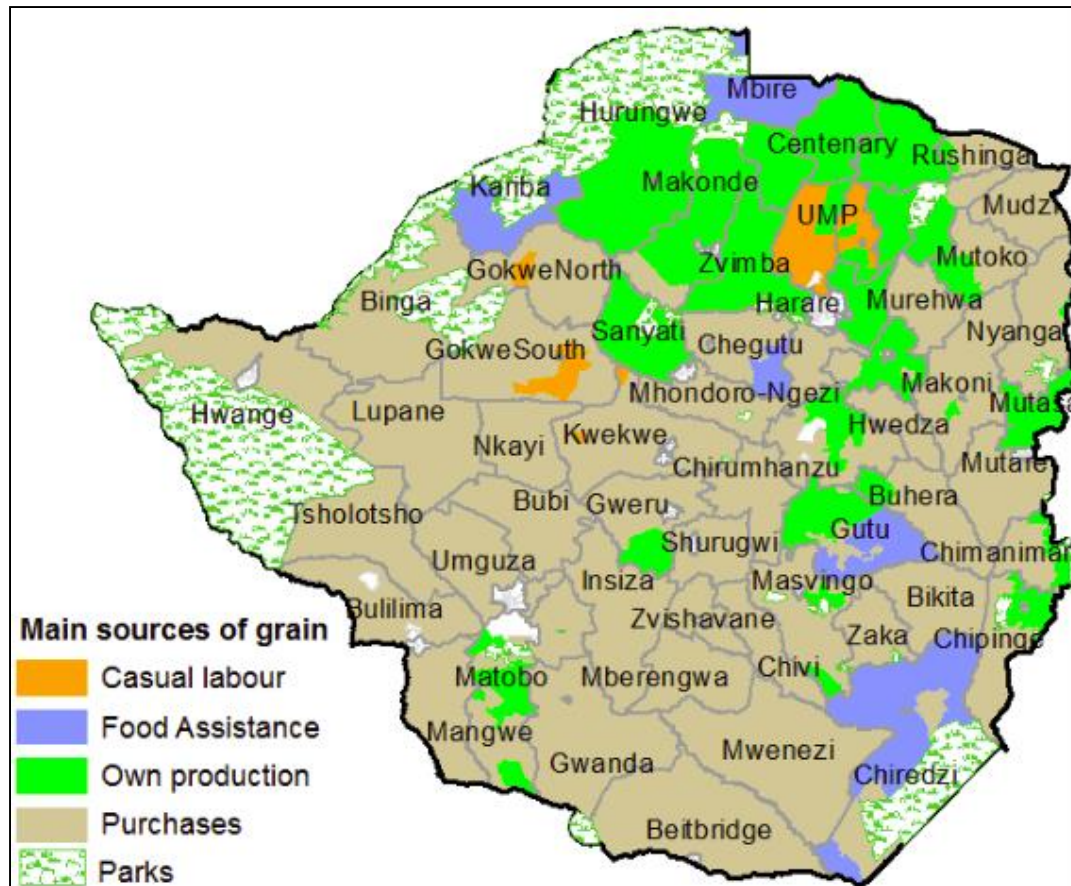 Mbire
Hurungwe
Centenary
Rushinga
Kariba
Makonde
UMP
Mudzi
Mutoko
GokweNorth
Zvimba
Binga
Harare
Murehwa
Sanyati
Nyanga
GokweSouth
Chegutu
Makoni
Mhondoro-Ngezi
Mutasa
Hwange
Lupane
Hwedza
Kwekwe
Nkayi
Mutare
Chirumhanzu
Buhera
Bubi
Gweru
Tsholotsho
Gutu
Shurugwi
Chimaniman
Umguza
Insiza
Masvingo
Bikita
Bulilima
Zvishavane
Zaka
Chipinge
Main sources of grain
Casual labour
Matobo
Mberengwa
Chivi
Food Assistance
Mangwe
Mwenezi
Gwanda
Chiredzi
Own production
Purchases
Beitbridge
Parks